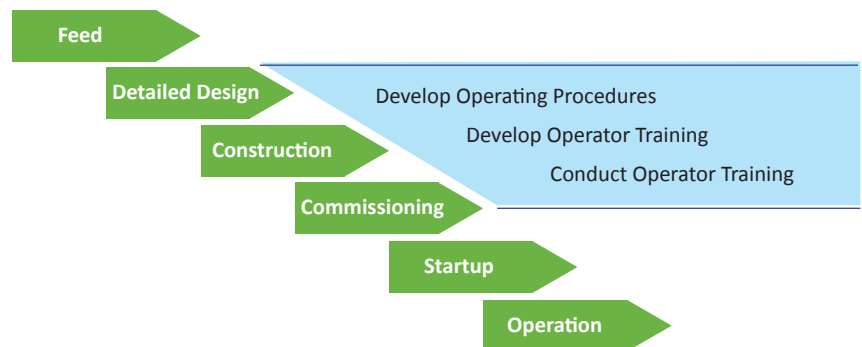 Feed
Detailed Design
Develop Operating Procedures
Develop Operator Training
Construction
Conduct Operator Training
Commissioning
Startup
Operation